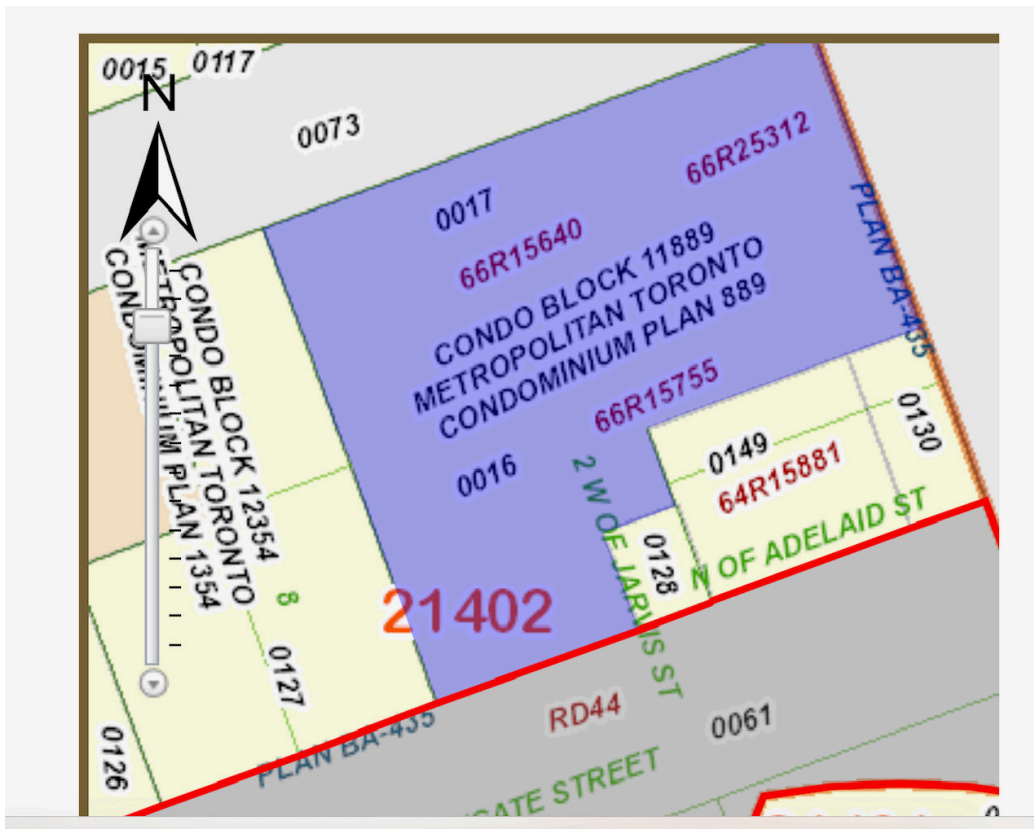 0015
0117
N
0073
66R25312
0017
66R15640
CONDO BLOCK 11889
METROPOLITAN TORONTO
CONDOMINIUM PLAN 889
PLAN BA-435
CONDO BLOCK 12354
METROPOLITAN TORONTO
CONDOMINIUM PLAN 1354
66R15755
0130
0149
64R15881
0016
2 W OF JARVIS ST
N OF ADELAID ST
0128
8
21402
0127
0126
PLAN BA-435
RD44
0061
STREET